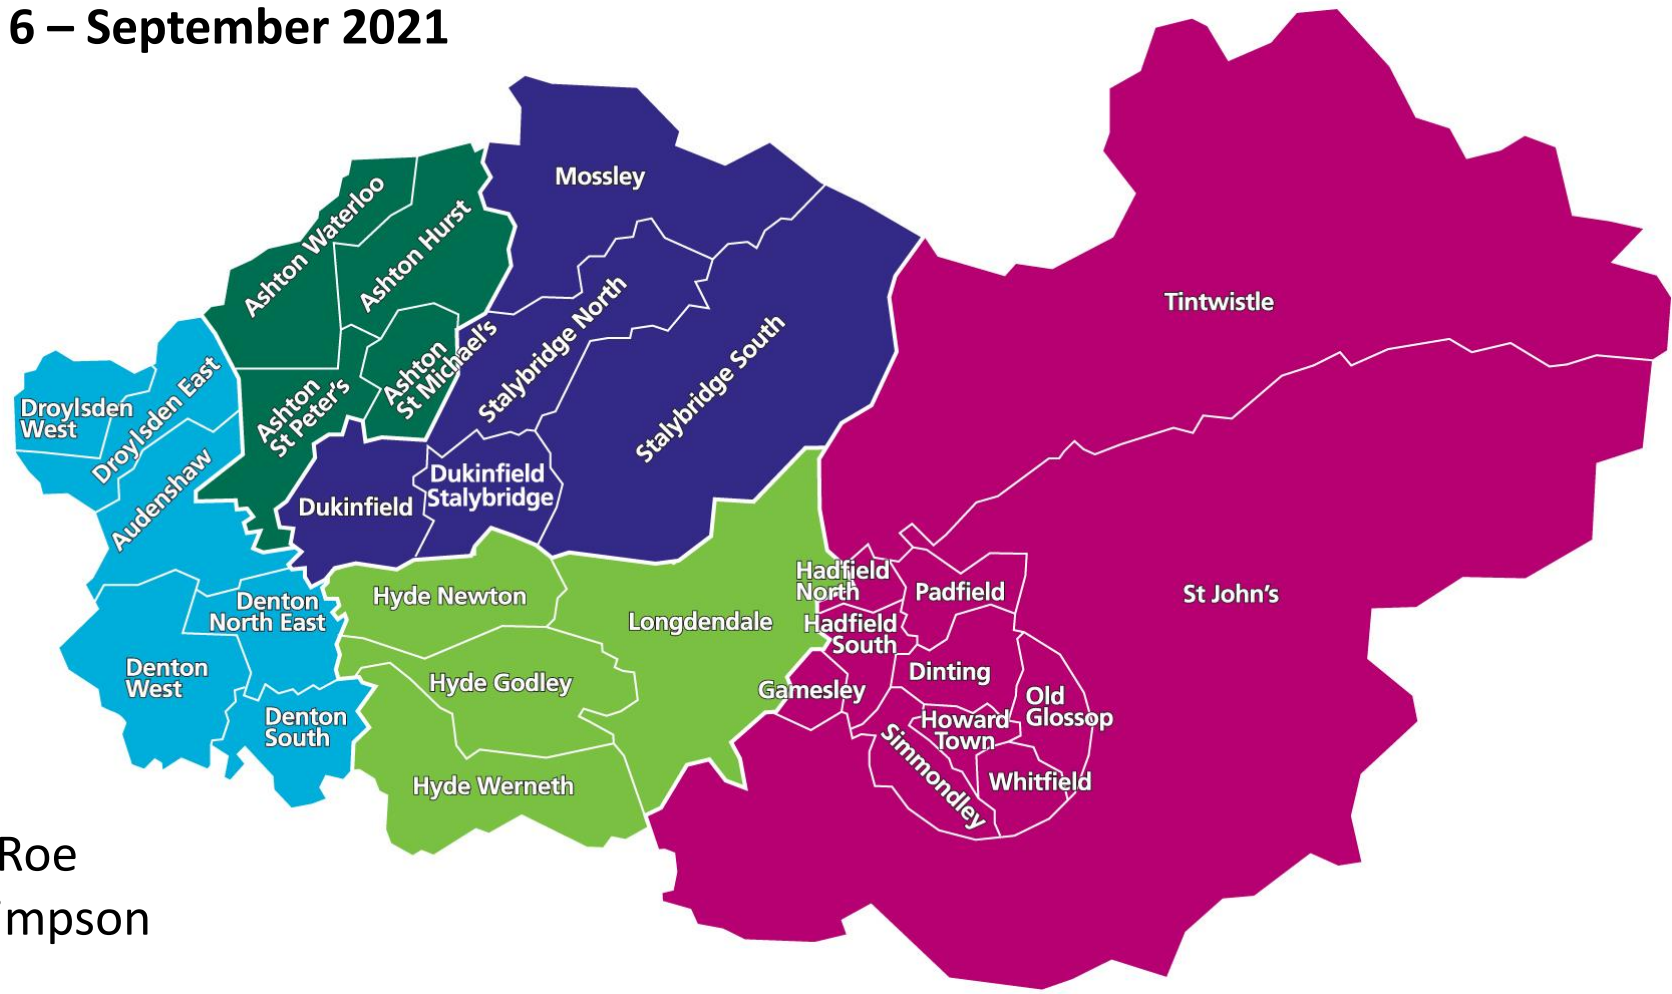 6 – September 2021
Mossley
Ashton Waterloo
Ashton Hurst
Tintwistle
Stalybridge North
Stalybridge South
Ashton
St Michael's
Ashton
St Peter's
Droylsden
West
Droylsden East
Audenshaw
Dukinfield
Dukinfield
Stalybridge
Hadfield
North
Padfield
St John's
Hyde Newton
Denton
North East
Longdendale
Hadfield
South
Denton
West
Hyde Godley
Gamesley
Dinting
Old
Glossop
Denton
South
Howard
Town
Simmondley
Whitfield
Hyde Werneth
Roe
impson